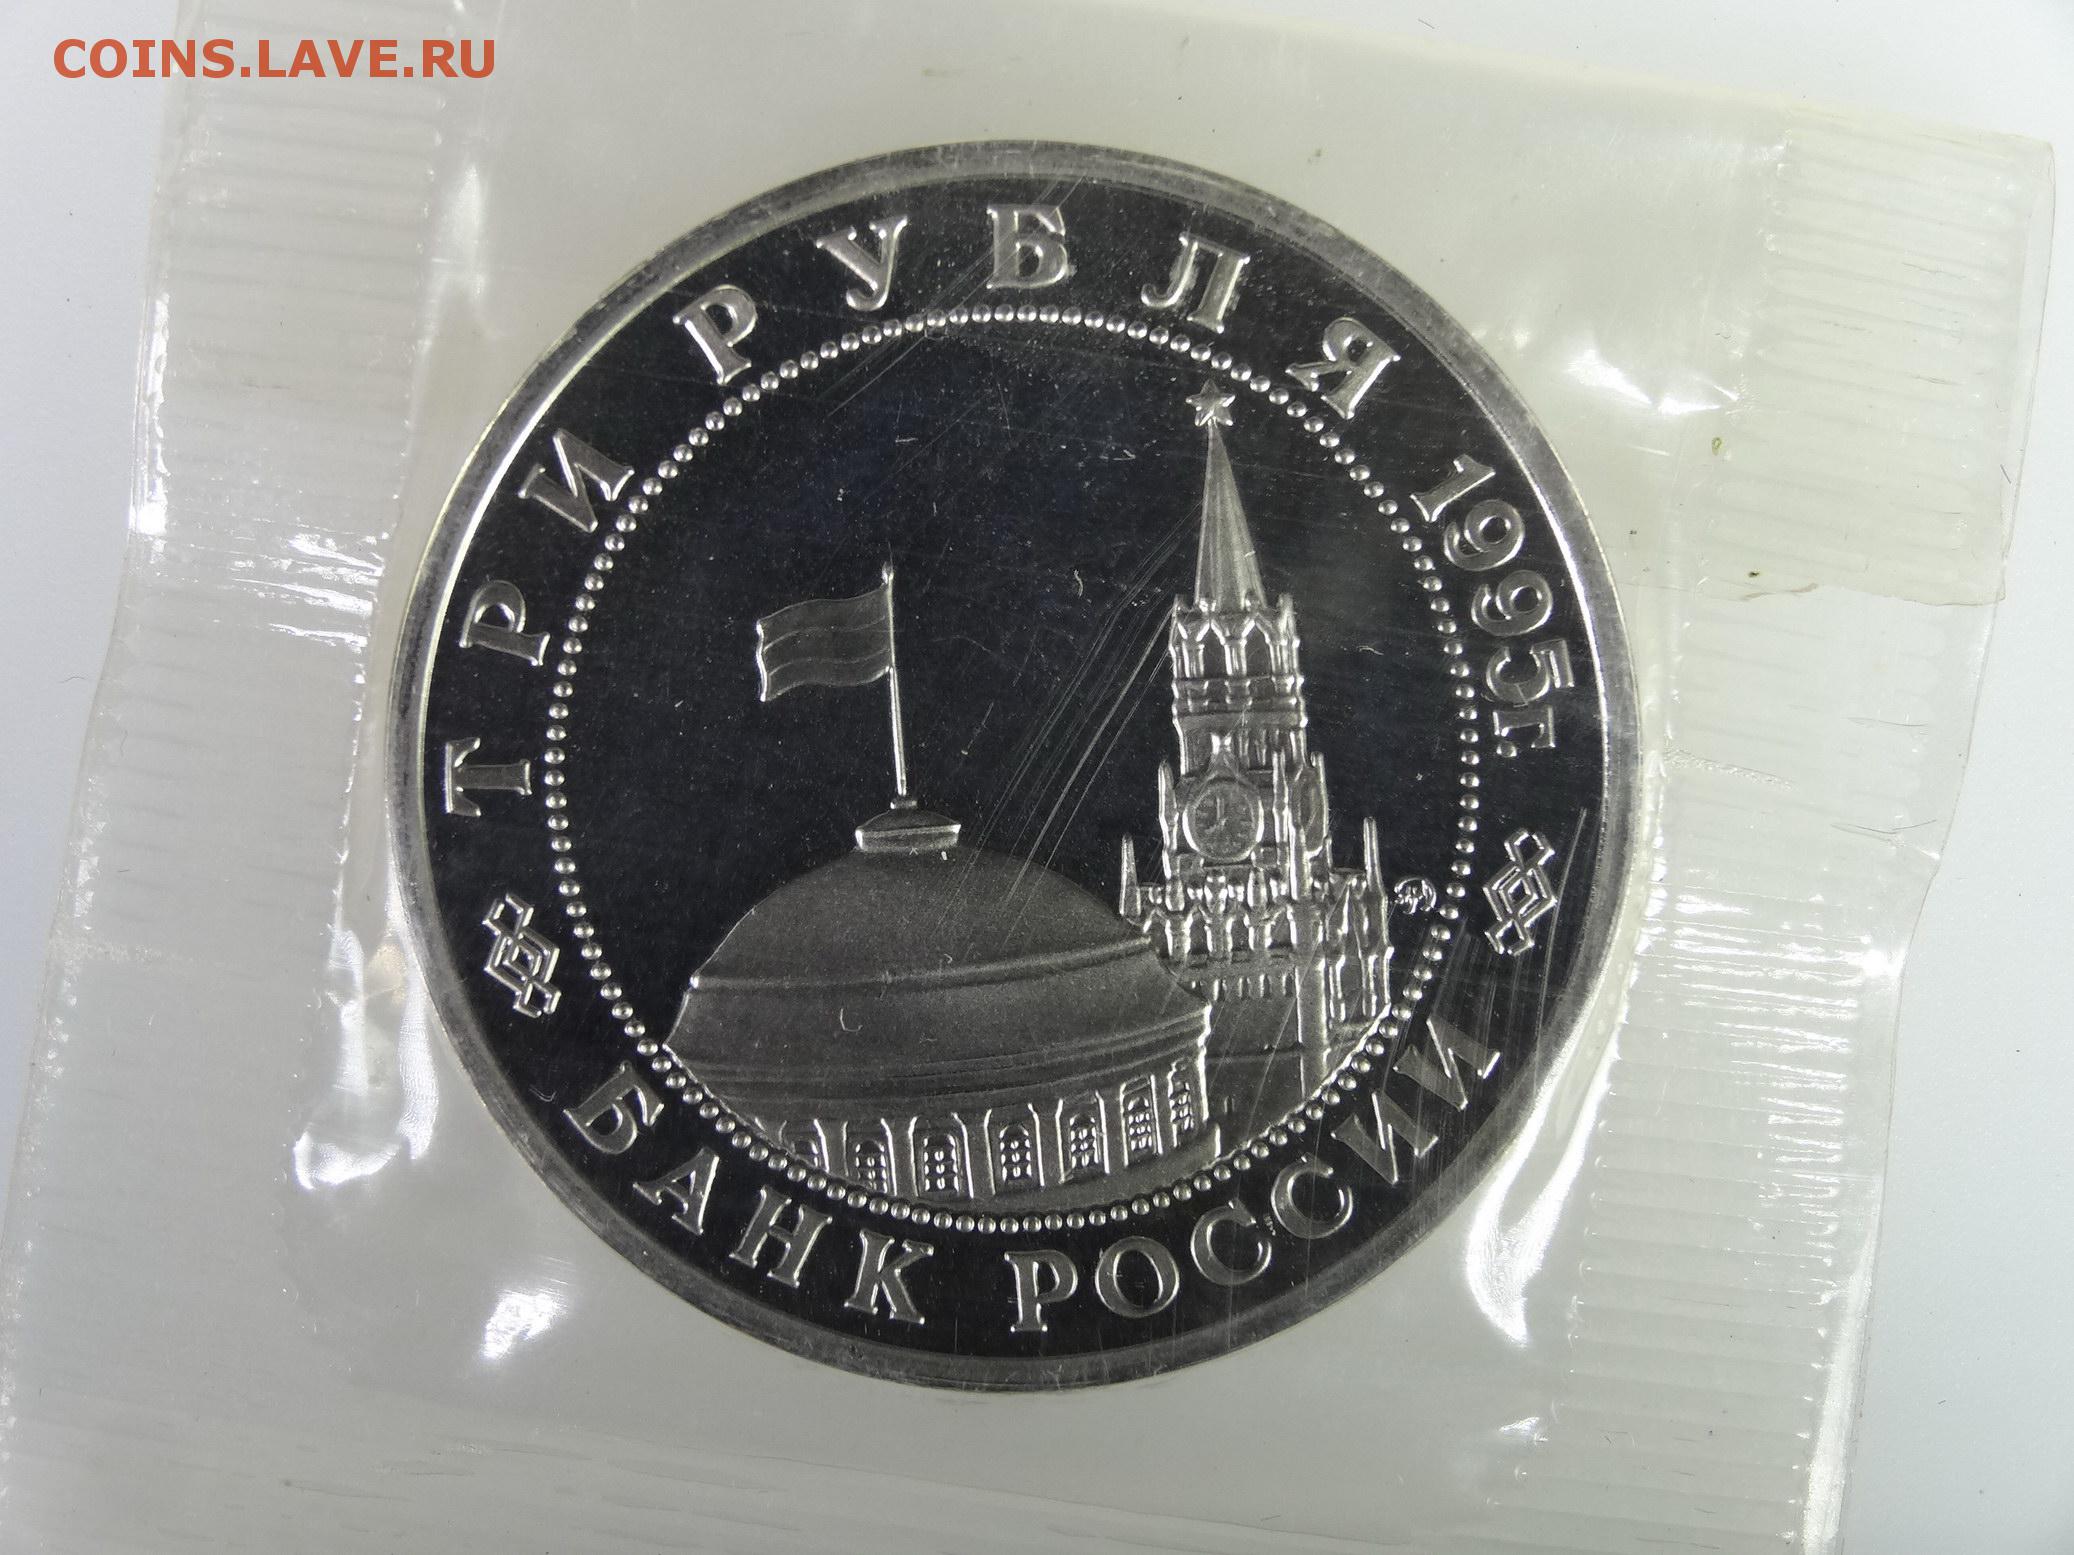 COINS.LAVE.RU
ТРИ РУБЛЯ 1995г.
БАНК РОССИИ